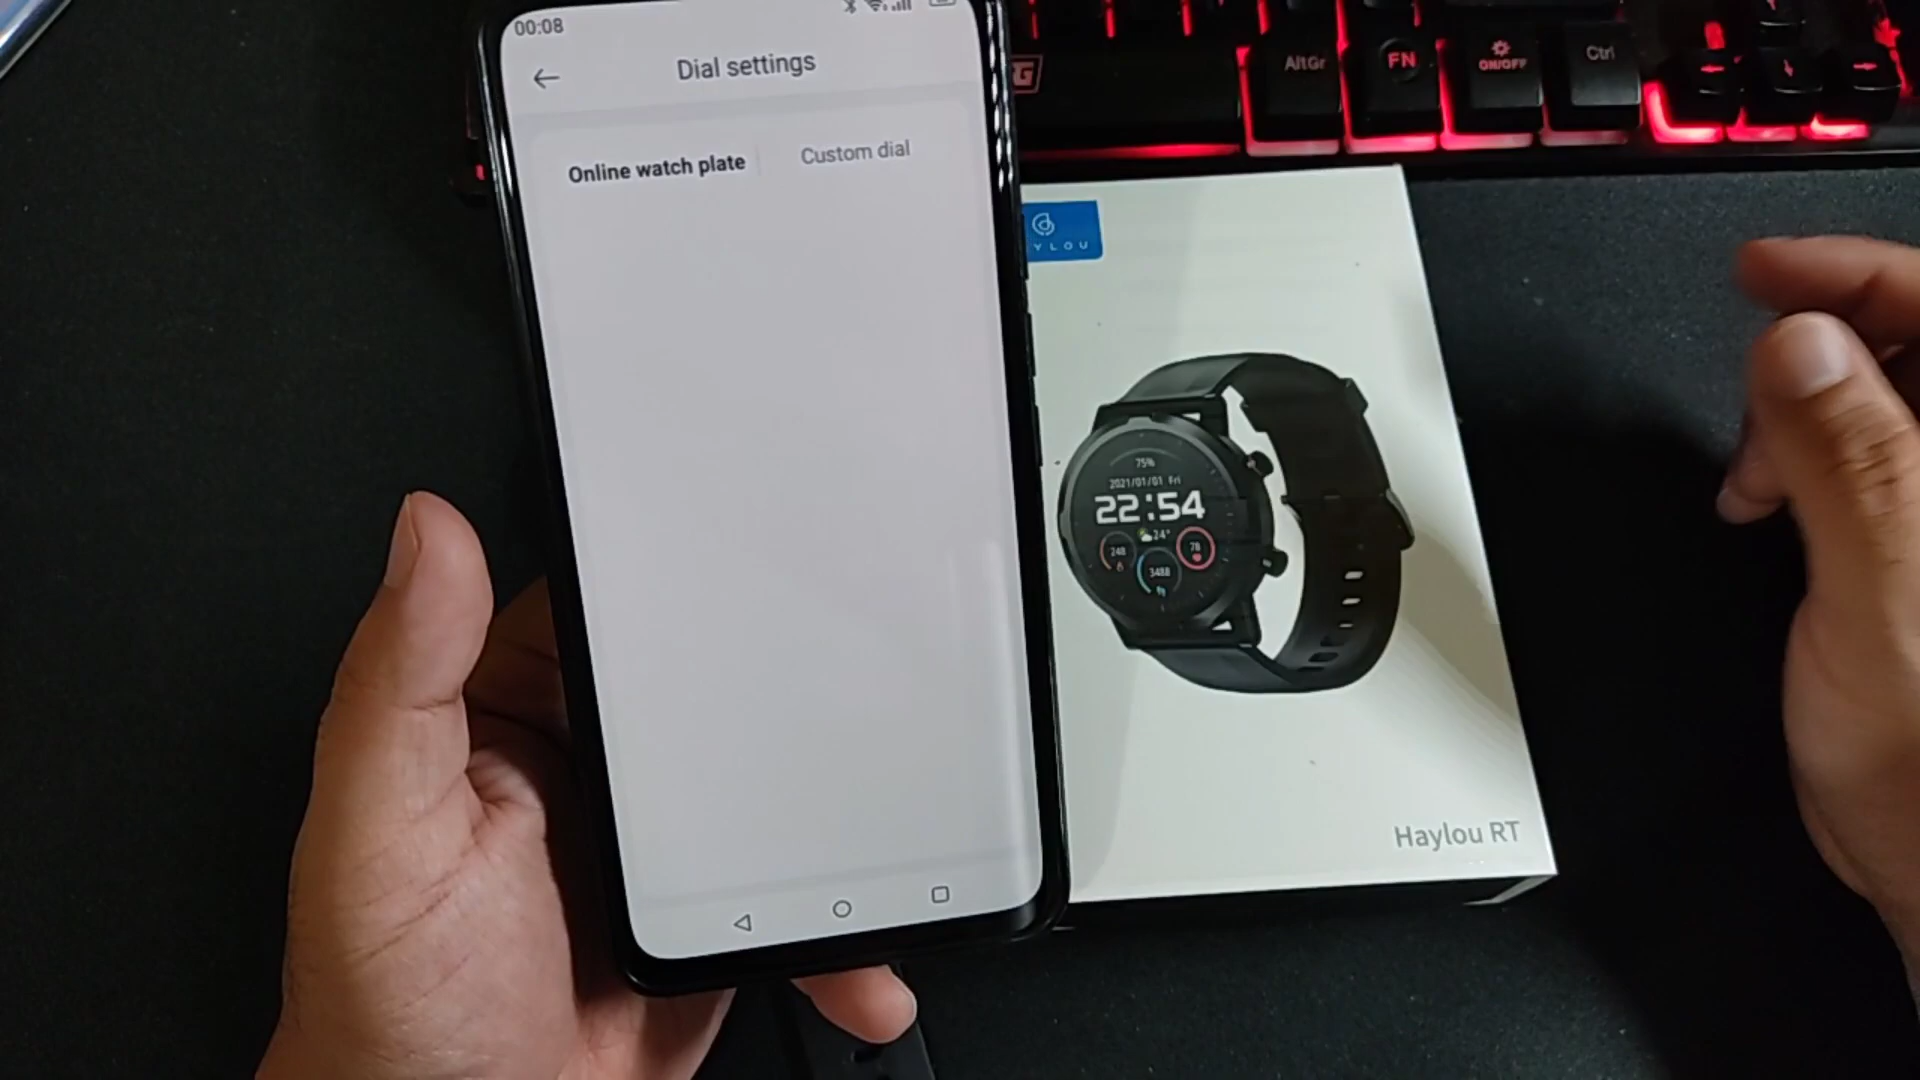 00:08
Dial settings
Online watch plate
Custom dial
AltGr
FN
ON/OFF
Ctrl
YLOU
75%
2021/01/01 Fri
22:54
24°
248
78
3488
Haylou RT